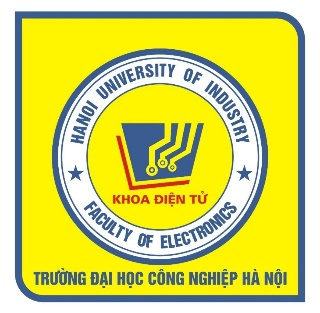 HANOI UNIVERSITY OF INDUSTRY
KHOA ĐIỆN TỬ
FACULTY OF ELECTRONICS
TRƯỜNG ĐẠI HỌC CÔNG NGHIỆP HÀ NỘI